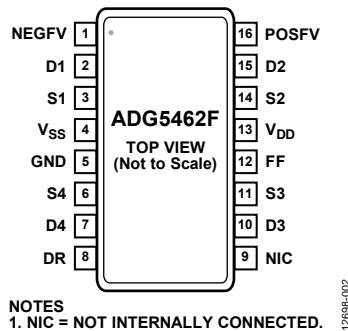 NEGFV 1
D1 2
S1 3
VSS 4
GND 5
S4 6
D4 7
DR 8
ADG5462F
TOP VIEW
(Not to Scale)
16 POSFV
15 D2
14 S2
13 VDD
12 FF
11 S3
10 D3
9 NIC
NOTES
1. NIC = NOT INTERNALLY CONNECTED.
12698-002